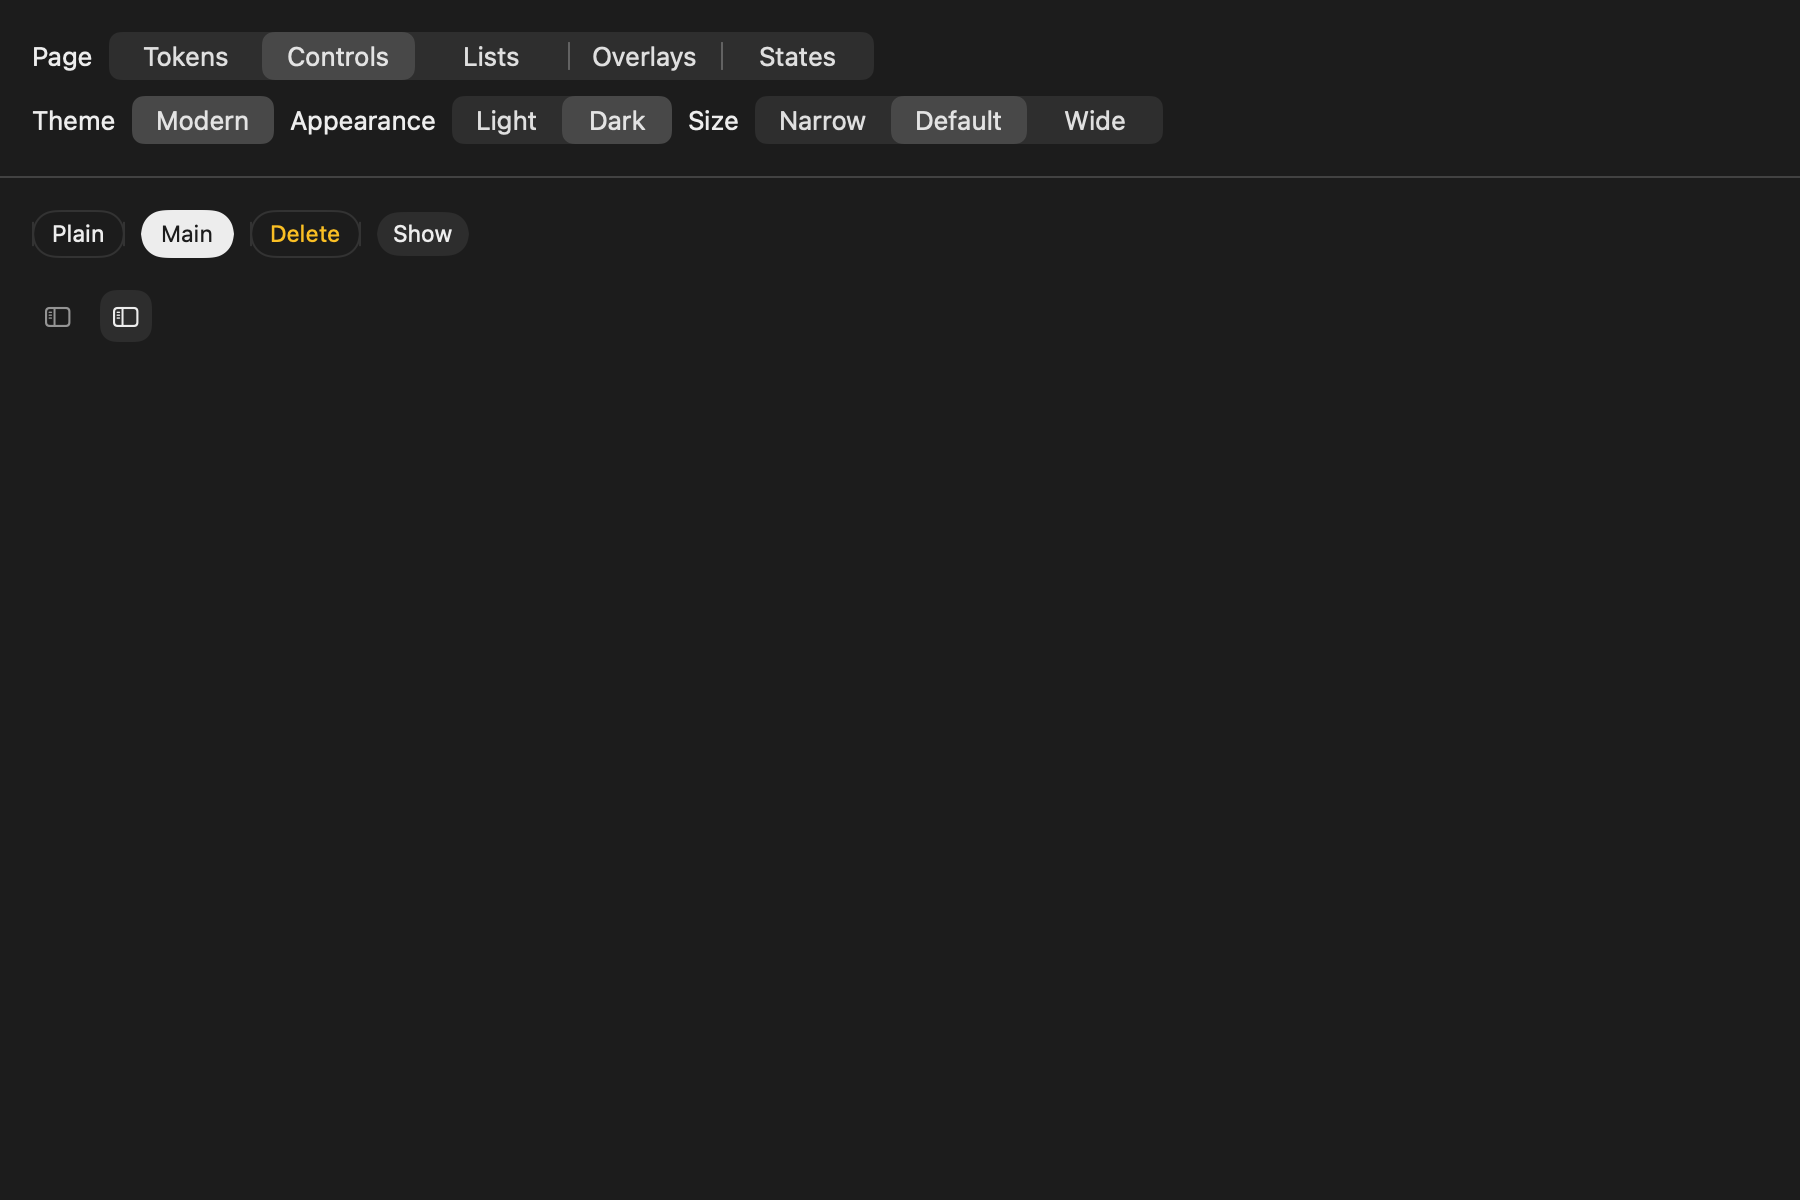 Page Tokens Controls Lists Overlays States
Theme Modern Appearance Light Dark Size Narrow Default Wide
Plain Main Delete Show